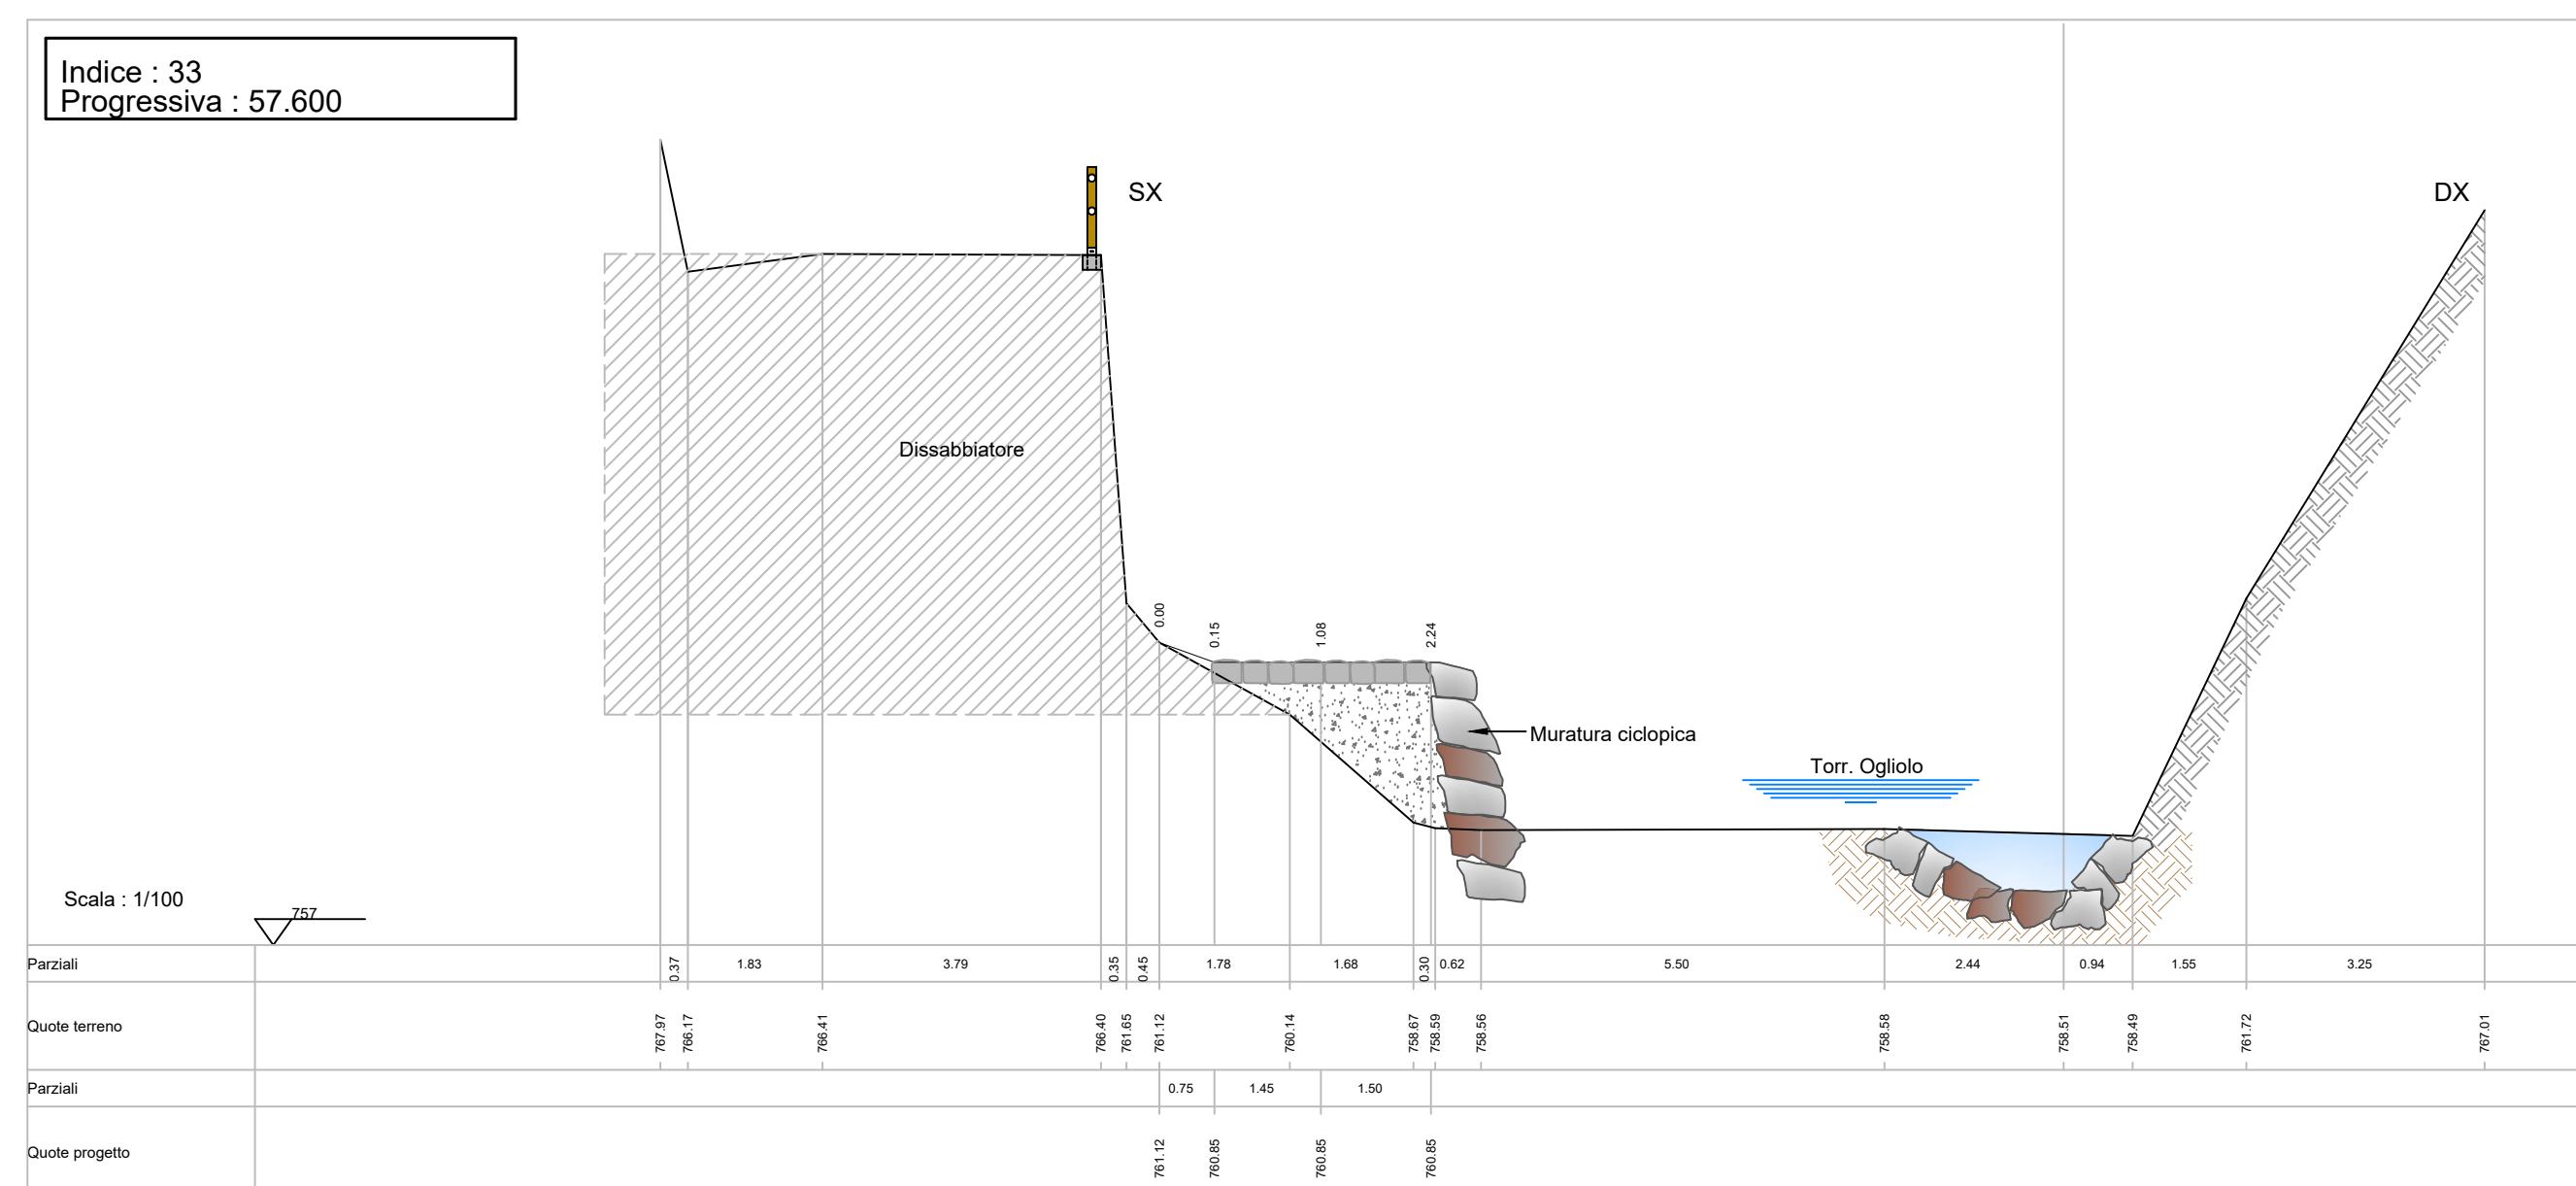 Indice : 33
Progressiva : 57.600
SX
DX
Dissabbiatore
0.00
0.15
1.08
2.24
Muratura ciclopica
Torr. Ogliolo
Scala : 1/100
757
Parziali 0.37 1.83 3.79 0.35 0.45 1.78 1.68 0.30 0.62 5.50 2.44 0.94 1.55 3.25
Quote terreno 767.97 766.17 766.41 766.40 761.65 761.12 760.14 758.67 758.59 758.56 758.58 758.51 758.49 761.72 767.01
Parziali 0.75 1.45 1.50
Quote progetto 761.12 760.85 760.85 760.85